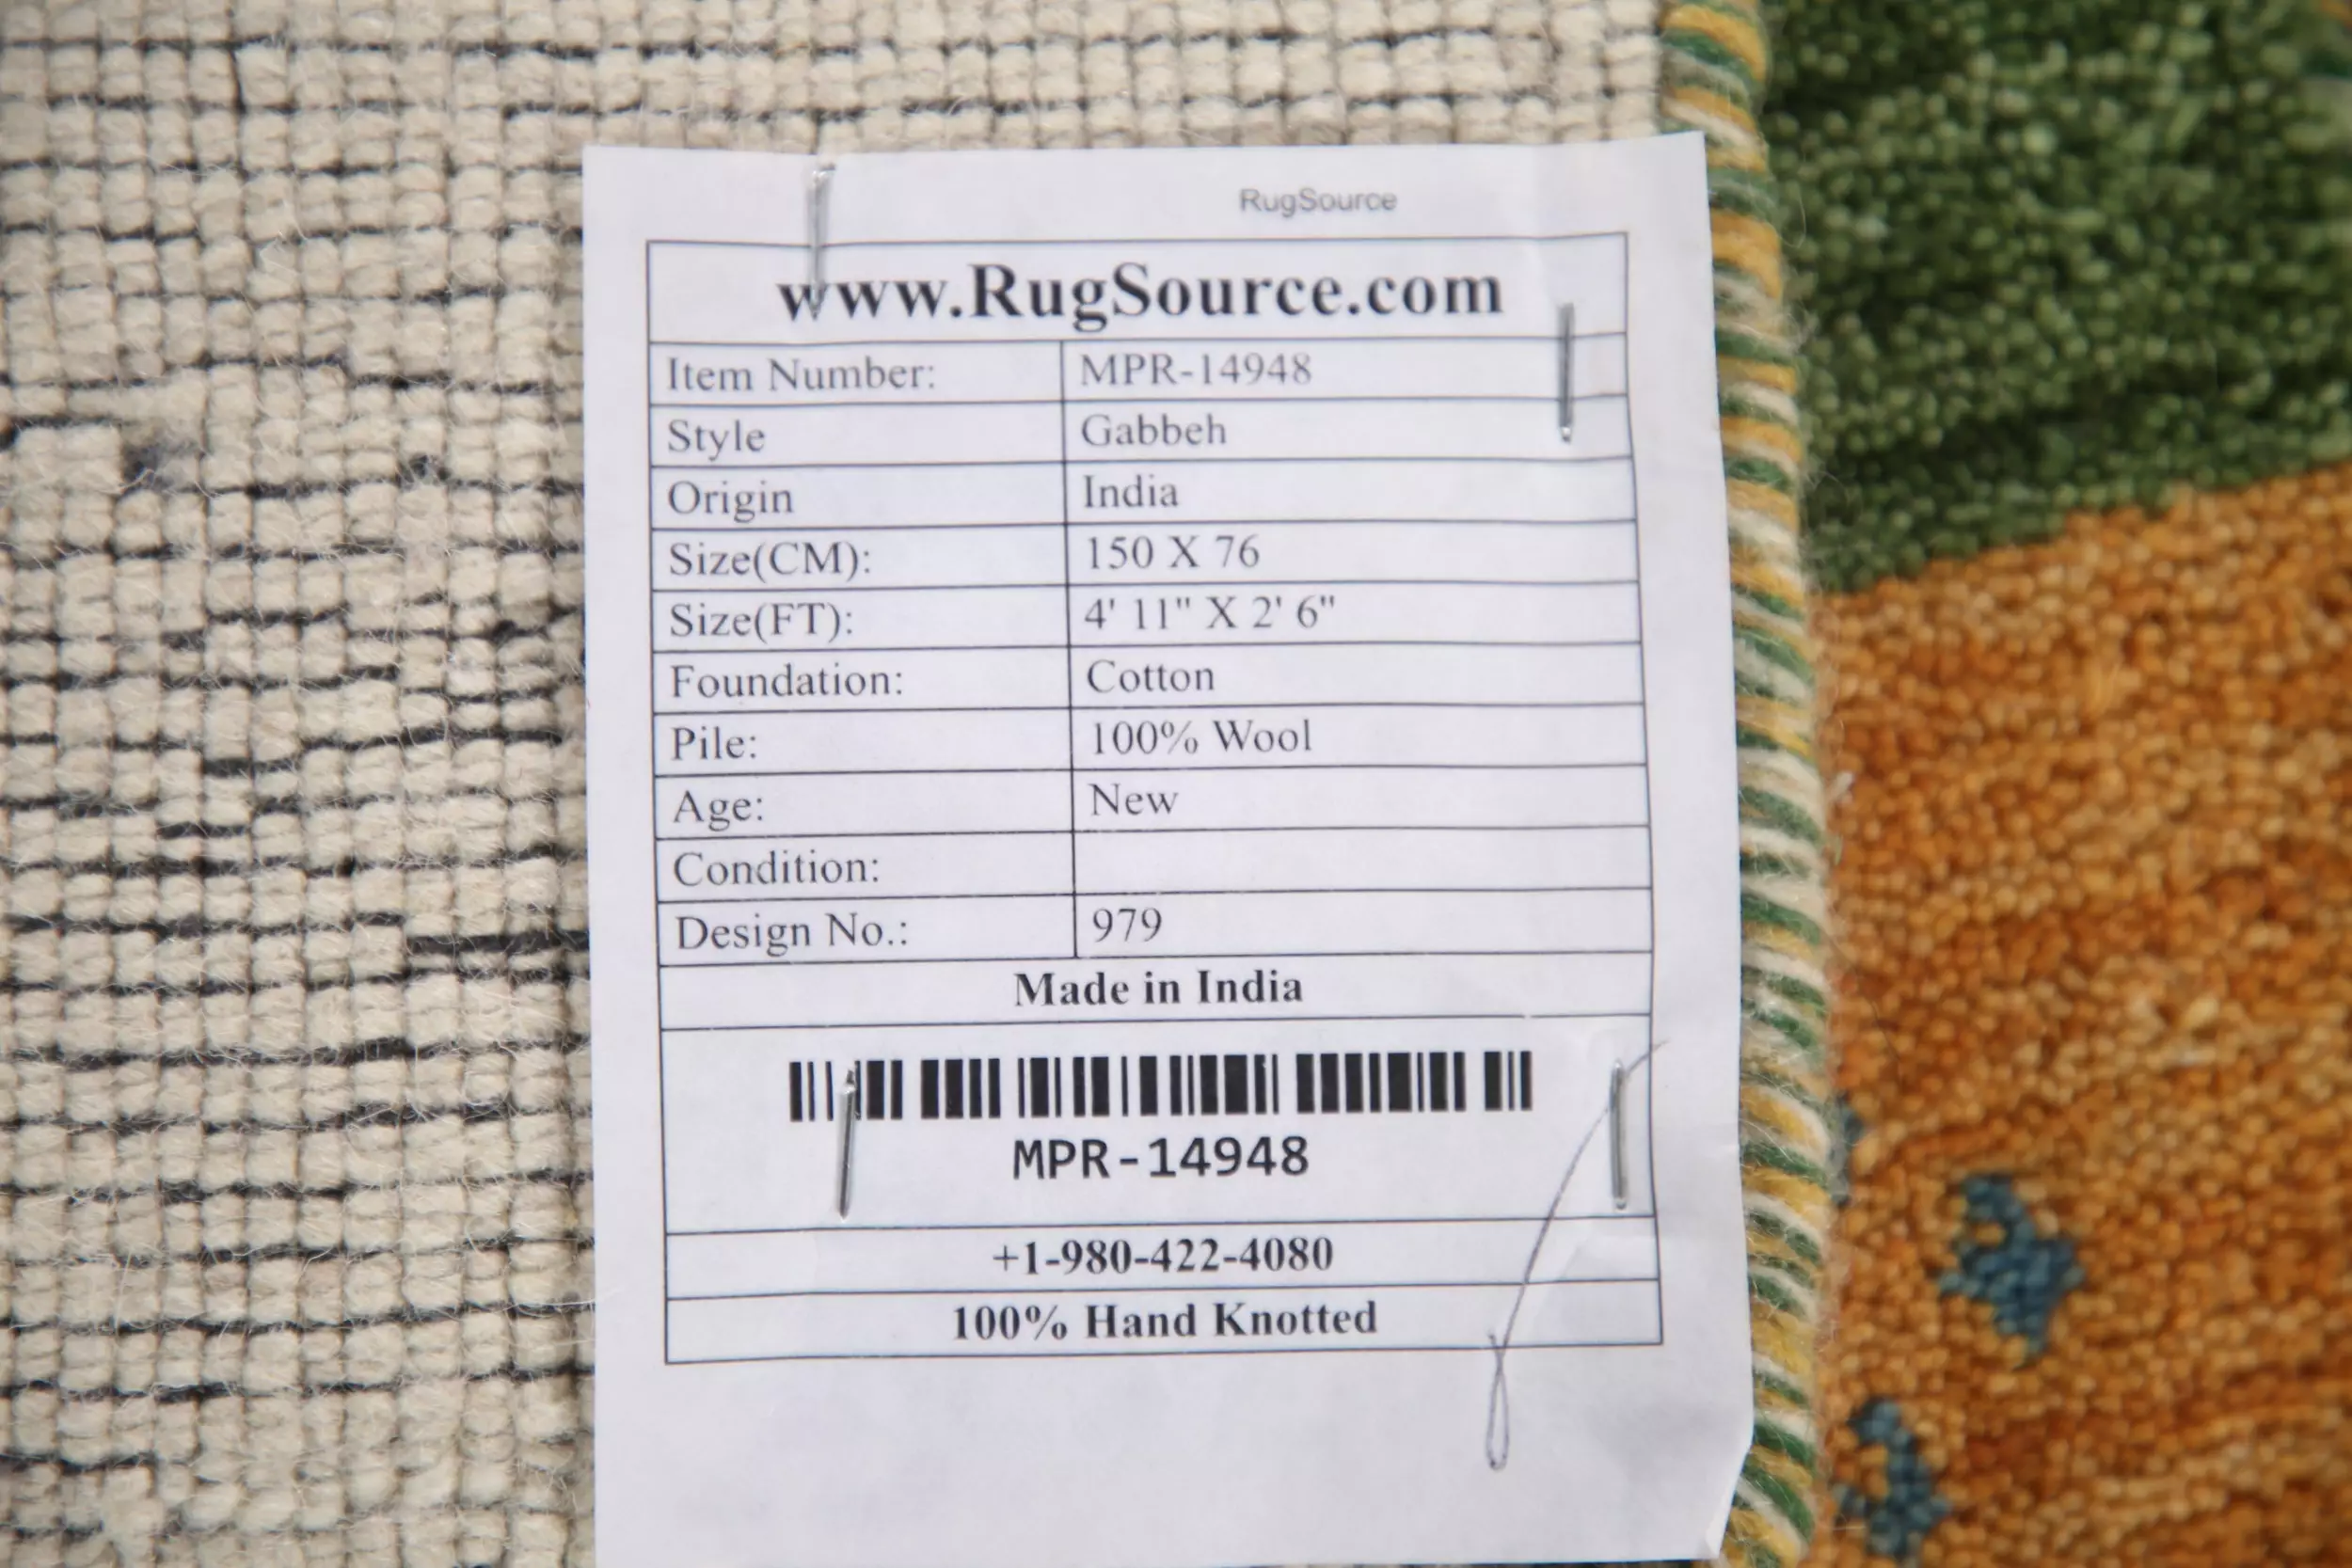 RugSource
www.RugSource.com
Item Number: MPR-14948
Style Gabbeh
Origin India
Size(CM): 150 X 76
Size(FT): 4' 11" X 2' 6"
Foundation: Cotton
Pile: 100% Wool
Age: New
Condition:
Design No.: 979
Made in India
MPR-14948
+1-980-422-4080
100% Hand Knotted